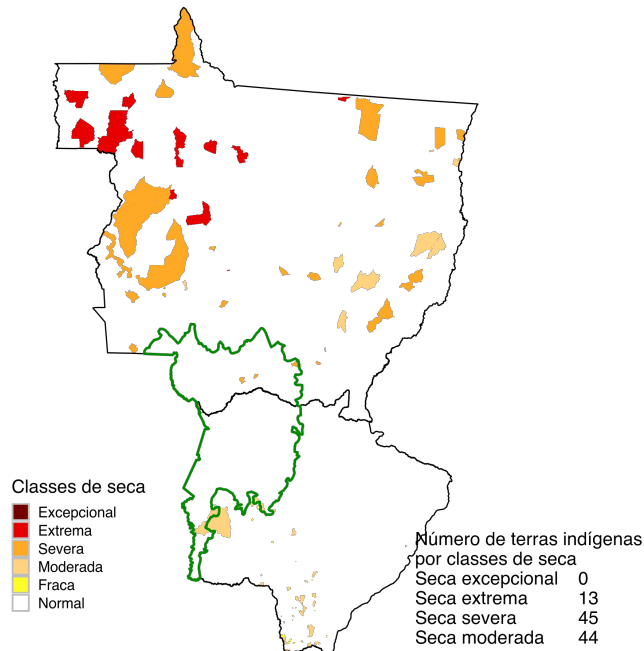 Classes de seca
Excepcional
Extrema
Severa
Moderada
Fraca
Normal
Número de terras indígenas
por classes de seca
Seca excepcional 0
Seca extrema 13
Seca severa 45
Seca moderada 44